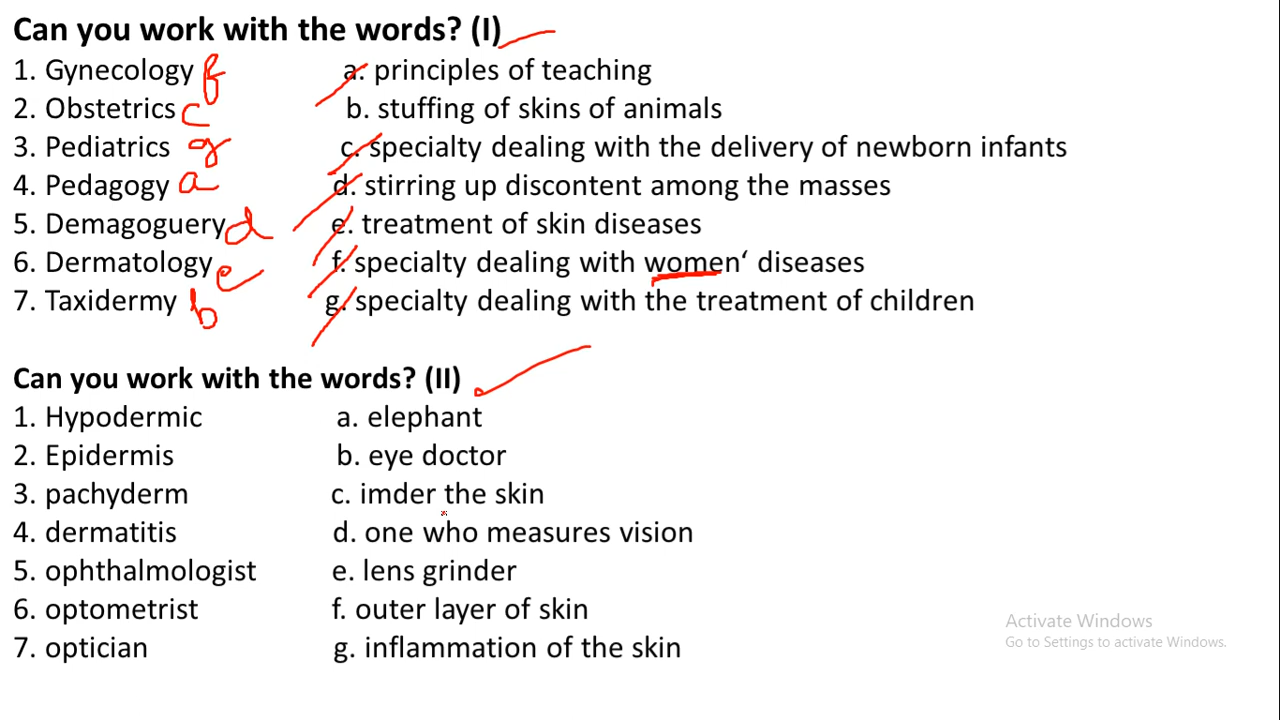 Can you work with the words? (I)
1. Gynecology f a. principles of teaching
2. Obstetrics c b. stuffing of skins of animals
3. Pediatrics g c. specialty dealing with the delivery of newborn infants
4. Pedagogy a d. stirring up discontent among the masses
5. Demagoguery d e. treatment of skin diseases
6. Dermatology e f. specialty dealing with women‘ diseases
7. Taxidermy b g. specialty dealing with the treatment of children
Can you work with the words? (II)
1. Hypodermic a. elephant
2. Epidermis b. eye doctor
3. pachyderm c. imder the skin
4. dermatitis d. one who measures vision
5. ophthalmologist e. lens grinder
6. optometrist f. outer layer of skin
7. optician g. inflammation of the skin
Activate Windows
Go to Settings to activate Windows.